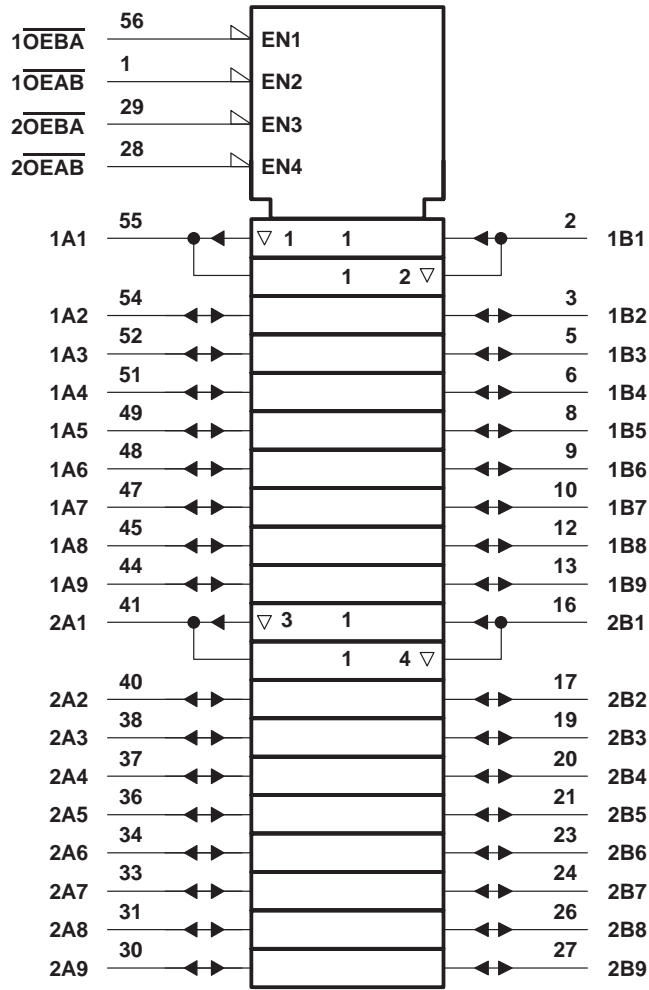 1OEBA 56 EN1
1OEAB 1 EN2
2OEBA 29 EN3
2OEAB 28 EN4
1A1 55 ▽ 1 1 2 1B1
1 2 ▽
1A2 54 3 1B2
1A3 52 5 1B3
1A4 51 6 1B4
1A5 49 8 1B5
1A6 48 9 1B6
1A7 47 10 1B7
1A8 45 12 1B8
1A9 44 13 1B9
2A1 41 ▽ 3 1 16 2B1
1 4 ▽
2A2 40 17 2B2
2A3 38 19 2B3
2A4 37 20 2B4
2A5 36 21 2B5
2A6 34 23 2B6
2A7 33 24 2B7
2A8 31 26 2B8
2A9 30 27 2B9